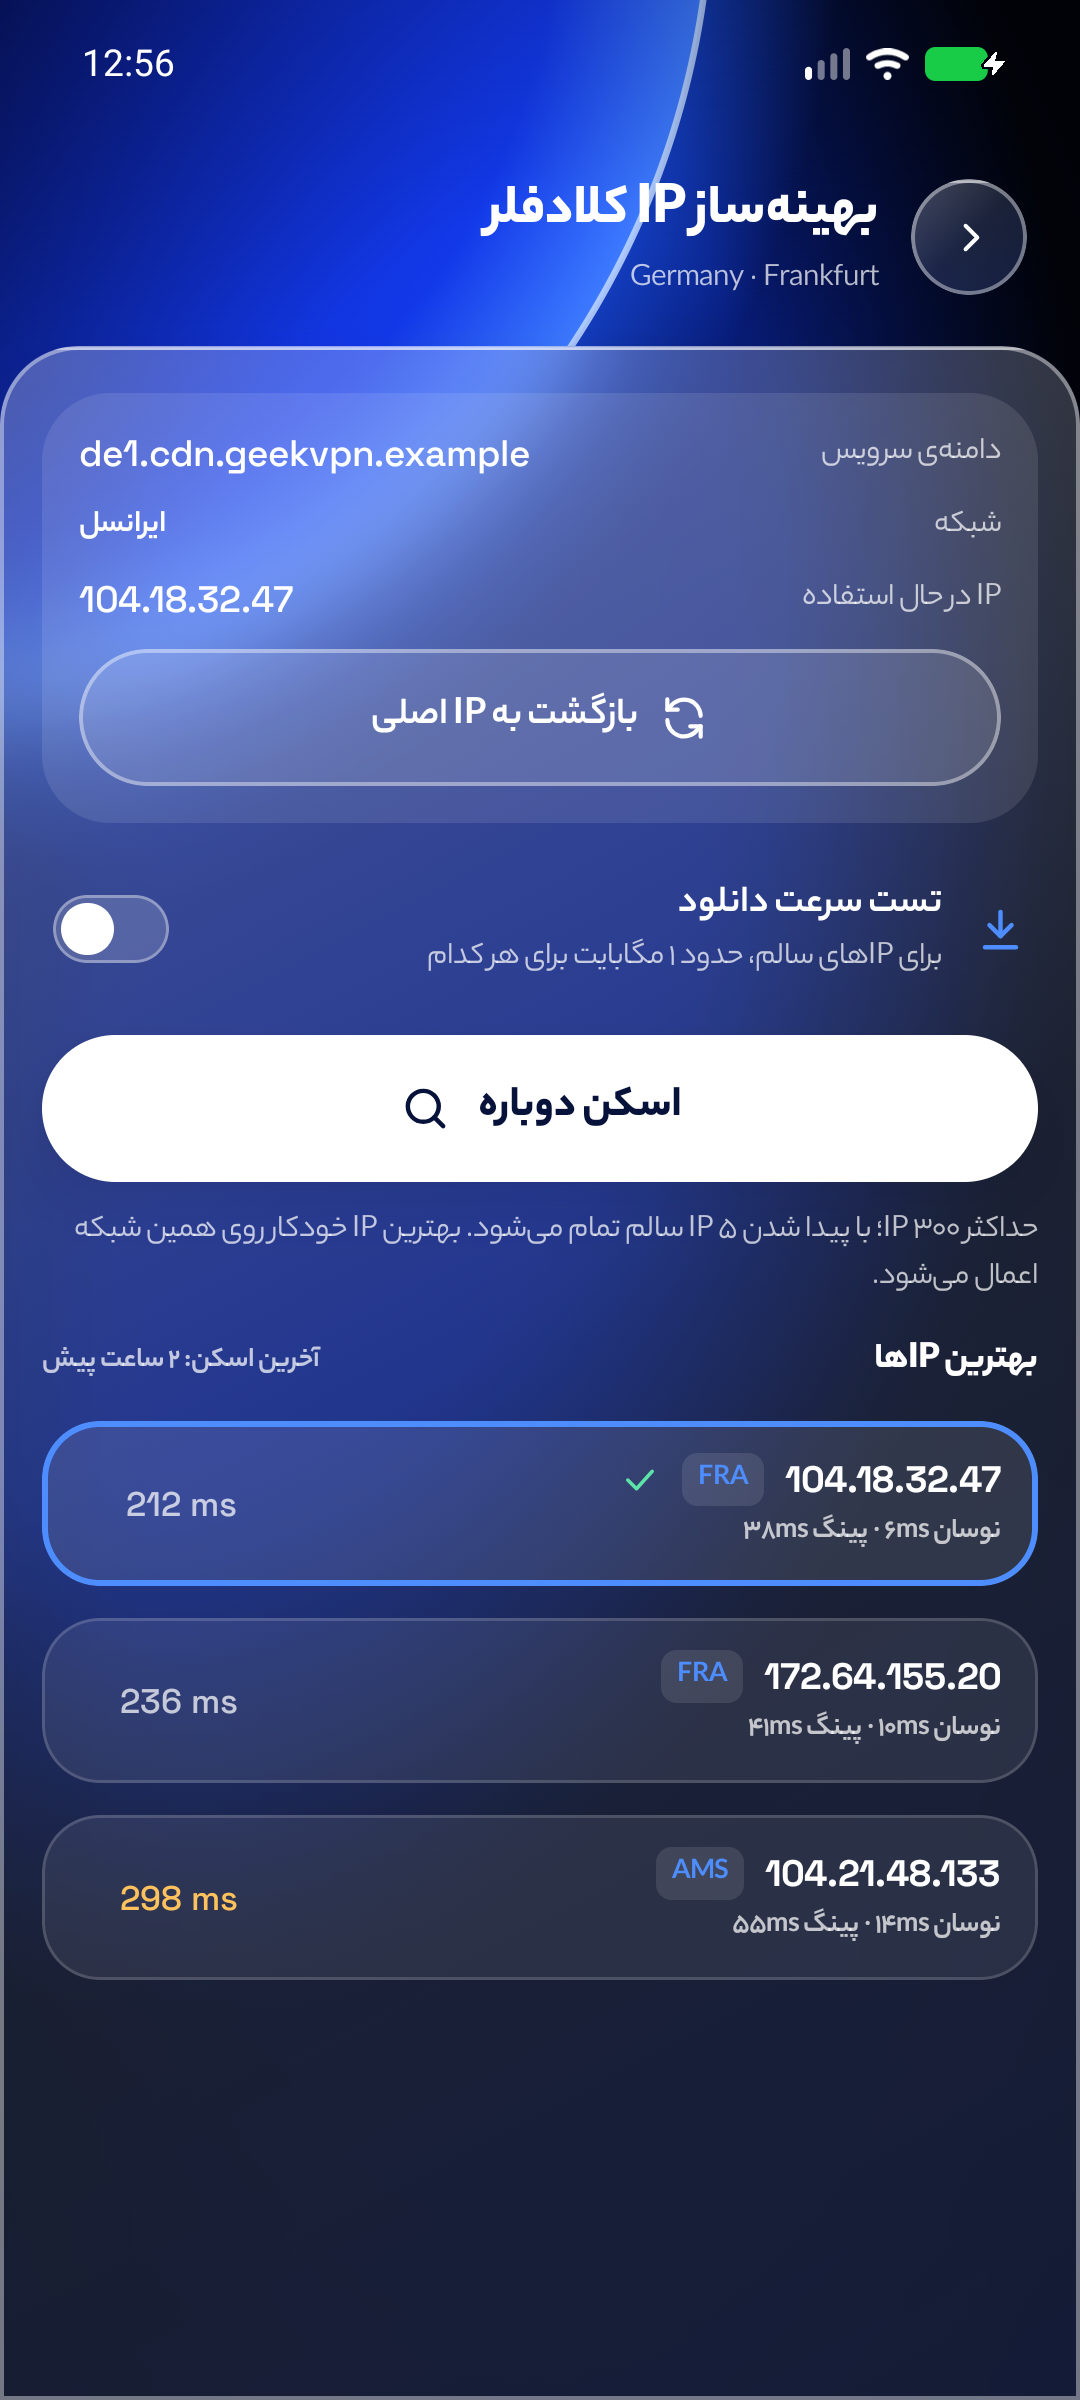 12:56
بهینه‌ساز IP کلادفلر
Germany · Frankfurt
دامنه‌ی سرویس
de1.cdn.geekvpn.example
شبکه
ایرانسل
IP در حال استفاده
104.18.32.47
بازگشت به IP اصلی
تست سرعت دانلود
برای IPهای سالم، حدود ۱ مگابایت برای هر کدام
اسکن دوباره
حداکثر ۳۰۰ IP؛ با پیدا شدن ۵ IP سالم تمام می‌شود. بهترین IP خودکار روی همین شبکه
اعمال می‌شود.
بهترین IPها
آخرین اسکن: ۲ ساعت پیش
104.18.32.47 FRA
212 ms
نوسان ۶ms · پینگ ۳۸ms
172.64.155.20 FRA
236 ms
نوسان ۱۰ms · پینگ ۴۱ms
104.21.48.133 AMS
298 ms
نوسان ۱۴ms · پینگ ۵۵ms